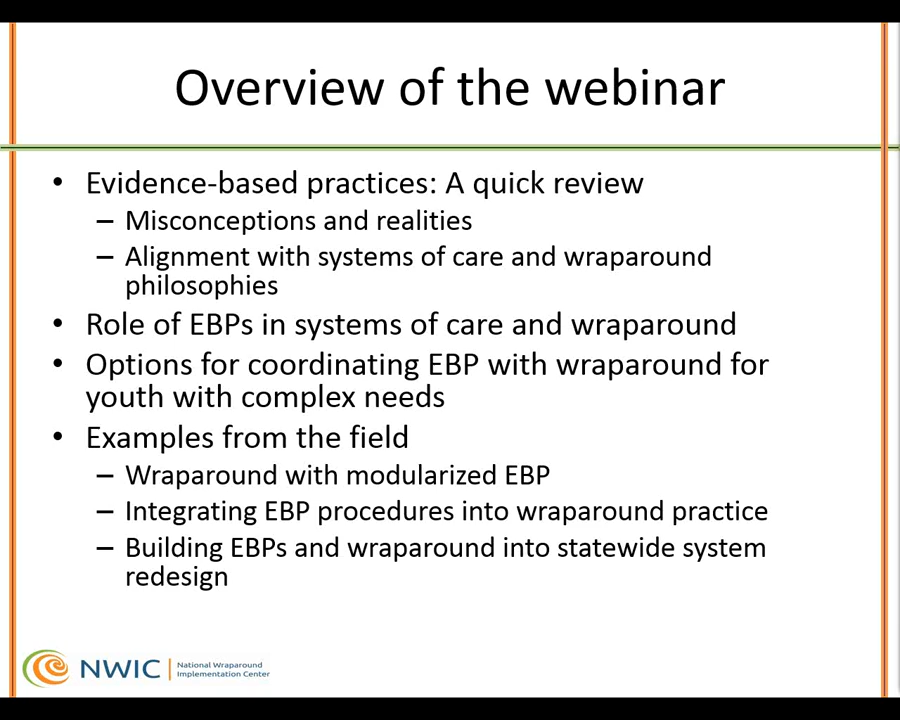 Overview of the webinar
• Evidence-based practices: A quick review
– Misconceptions and realities
– Alignment with systems of care and wraparound
philosophies
• Role of EBPs in systems of care and wraparound
• Options for coordinating EBP with wraparound for
youth with complex needs
• Examples from the field
– Wraparound with modularized EBP
– Integrating EBP procedures into wraparound practice
– Building EBPs and wraparound into statewide system
redesign
NWIC
National Wraparound
Implementation Center